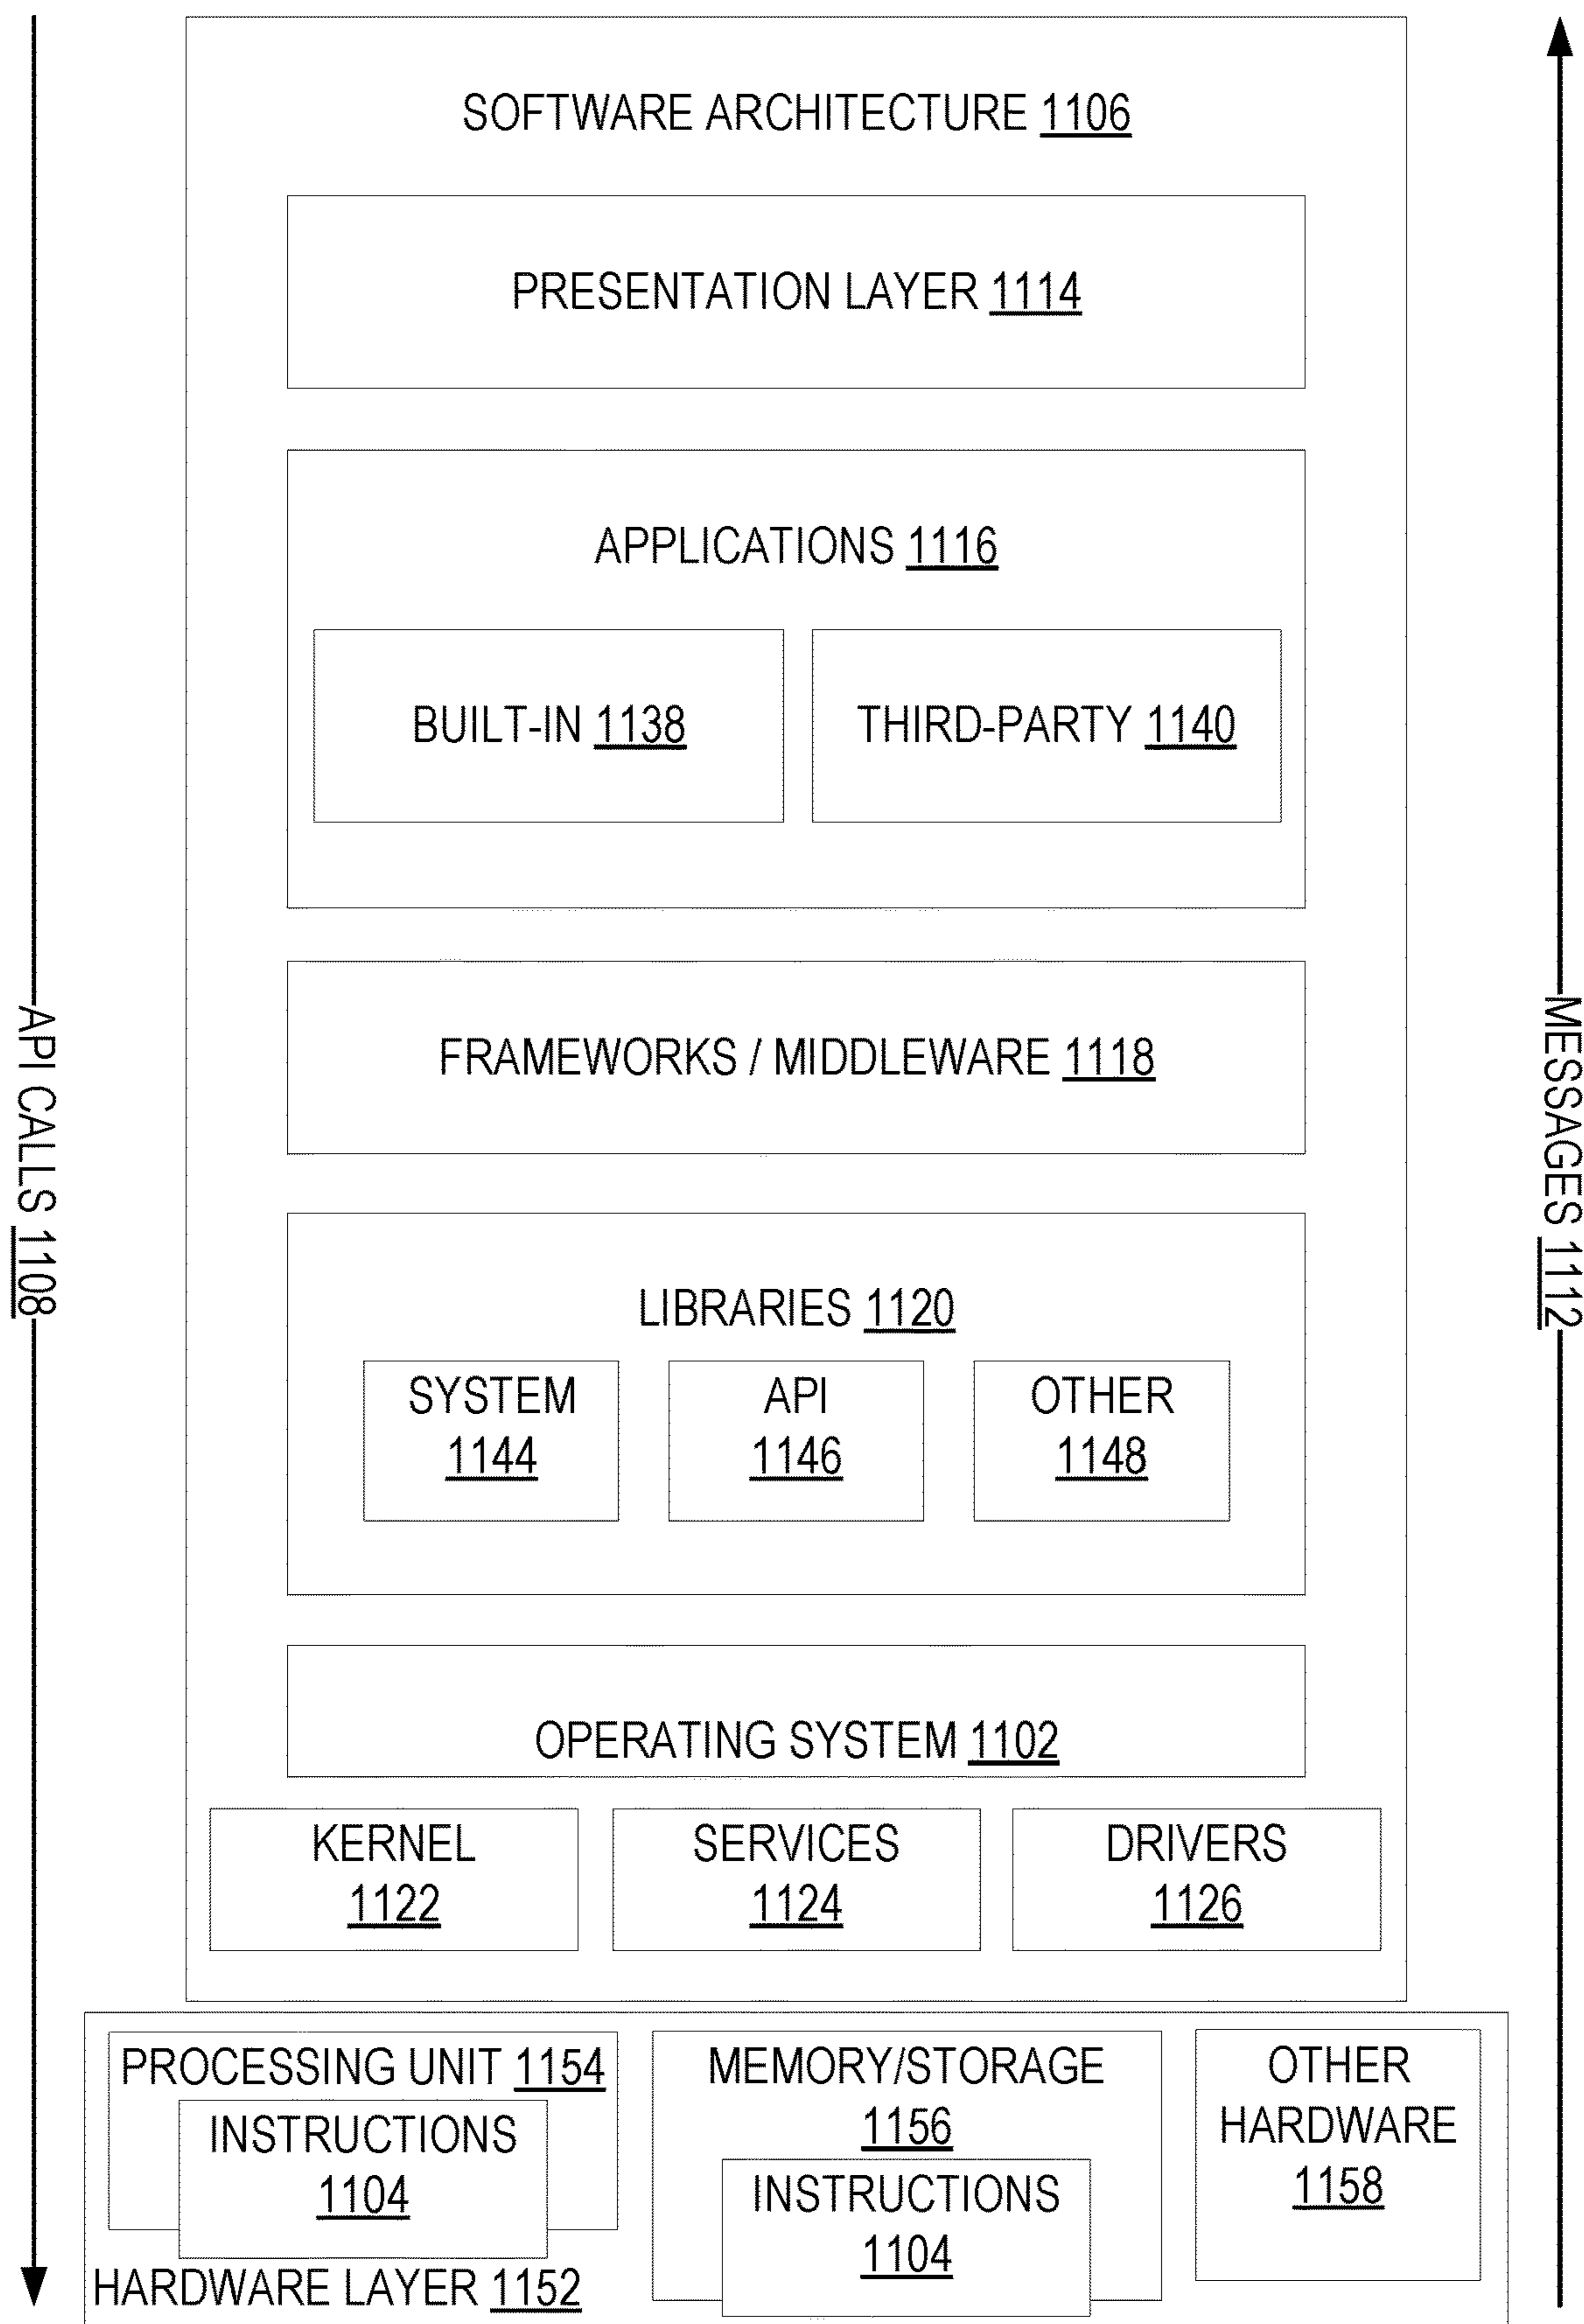 SOFTWARE ARCHITECTURE 1106
PRESENTATION LAYER 1114
APPLICATIONS 1116
BUILT-IN 1138
THIRD-PARTY 1140
FRAMEWORKS / MIDDLEWARE 1118
API CALLS 1108
MESSAGES 1112
LIBRARIES 1120
SYSTEM
1144
API
1146
OTHER
1148
OPERATING SYSTEM 1102
KERNEL
1122
SERVICES
1124
DRIVERS
1126
PROCESSING UNIT 1154
INSTRUCTIONS
1104
MEMORY/STORAGE
1156
INSTRUCTIONS
1104
OTHER
HARDWARE
1158
HARDWARE LAYER 1152